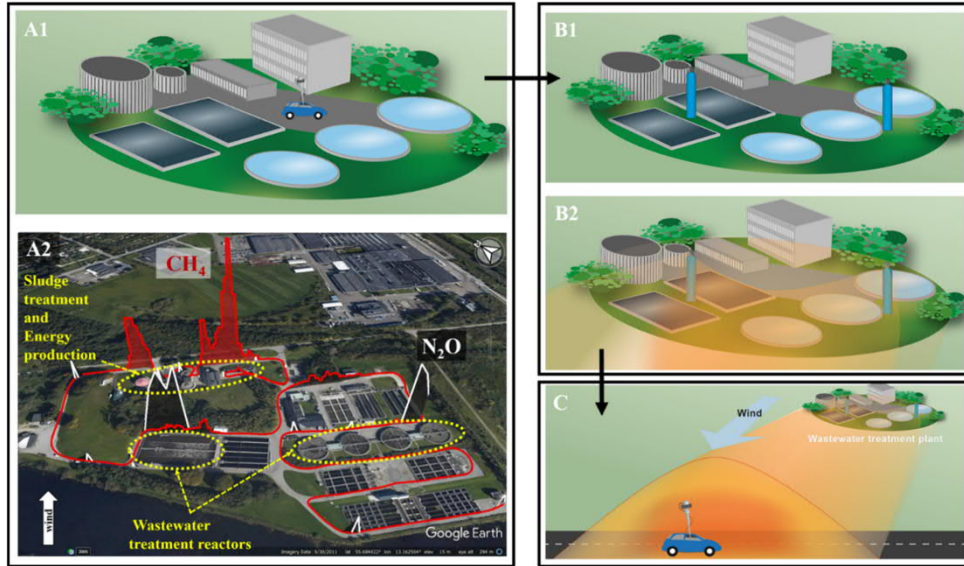 A1
A2
CH4
Sludge
treatment
and
Energy
production
N2O
wind
Wastewater
treatment reactors
Google Earth
B1
B2
C
Wind
Wastewater treatment plant